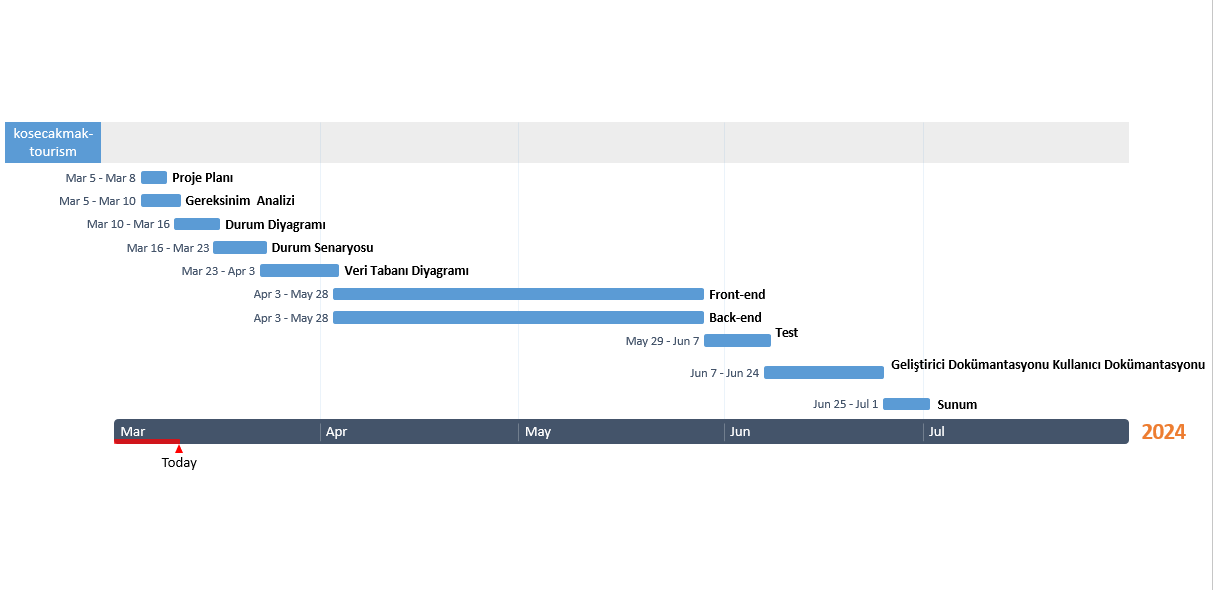 kosecakmak-
tourism
Mar 5 - Mar 8 Proje Planı
Mar 5 - Mar 10 Gereksinim  Analizi
Mar 10 - Mar 16 Durum Diyagramı
Mar 16 - Mar 23 Durum Senaryosu
Mar 23 - Apr 3 Veri Tabanı Diyagramı
Apr 3 - May 28 Front-end
Apr 3 - May 28 Back-end
May 29 - Jun 7 Test
Jun 7 - Jun 24 Geliştirici Dokümantasyonu Kullanıcı Dokümantasyonu
Jun 25 - Jul 1 Sunum
Mar Apr May Jun Jul 2024
Today